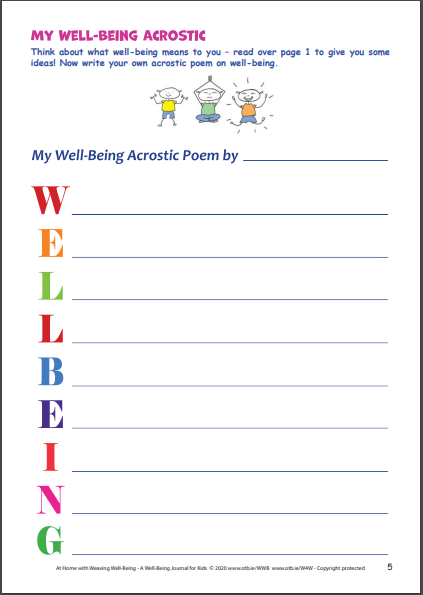 MY WELL-BEING ACROSTIC
Think about what well-being means to you - read over page 1 to give you some
ideas! Now write your own acrostic poem on well-being.
My Well-Being Acrostic Poem by
W
E
L
L
B
E
I
N
G
At Home with Weaving Well-Being - A Well-Being Journal for Kids © 2020 www.otb.ie/WWB www.otb.ie/W4W - Copyright protected 5